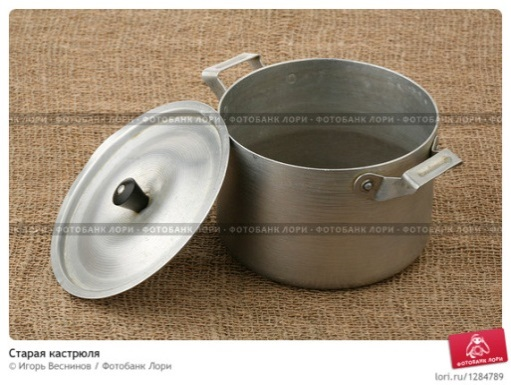 ФОТОБАНК ЛОРИ - ФОТОБАНК ЛОРИ - ФОТОБАНК ЛОРИ - ФОТОБАНК ЛОРИ
ФОТОБАНК ЛОРИ - ФОТОБАНК ЛОРИ - ФОТОБАНК ЛОРИ - ФОТОБАНК ЛОРИ
Старая кастрюля
© Игорь Веснинов / Фотобанк Лори
ФОТОБАНК ЛОРИ
lori.ru/1284789